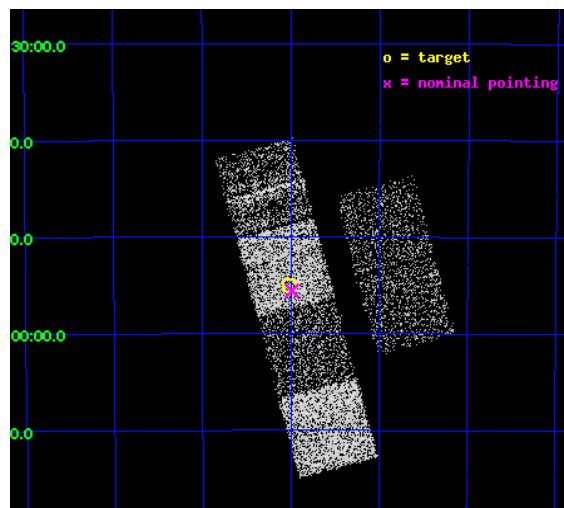 30:00.0
o = target
x = nominal pointing
0.0
0.0
00:00.0
0.0